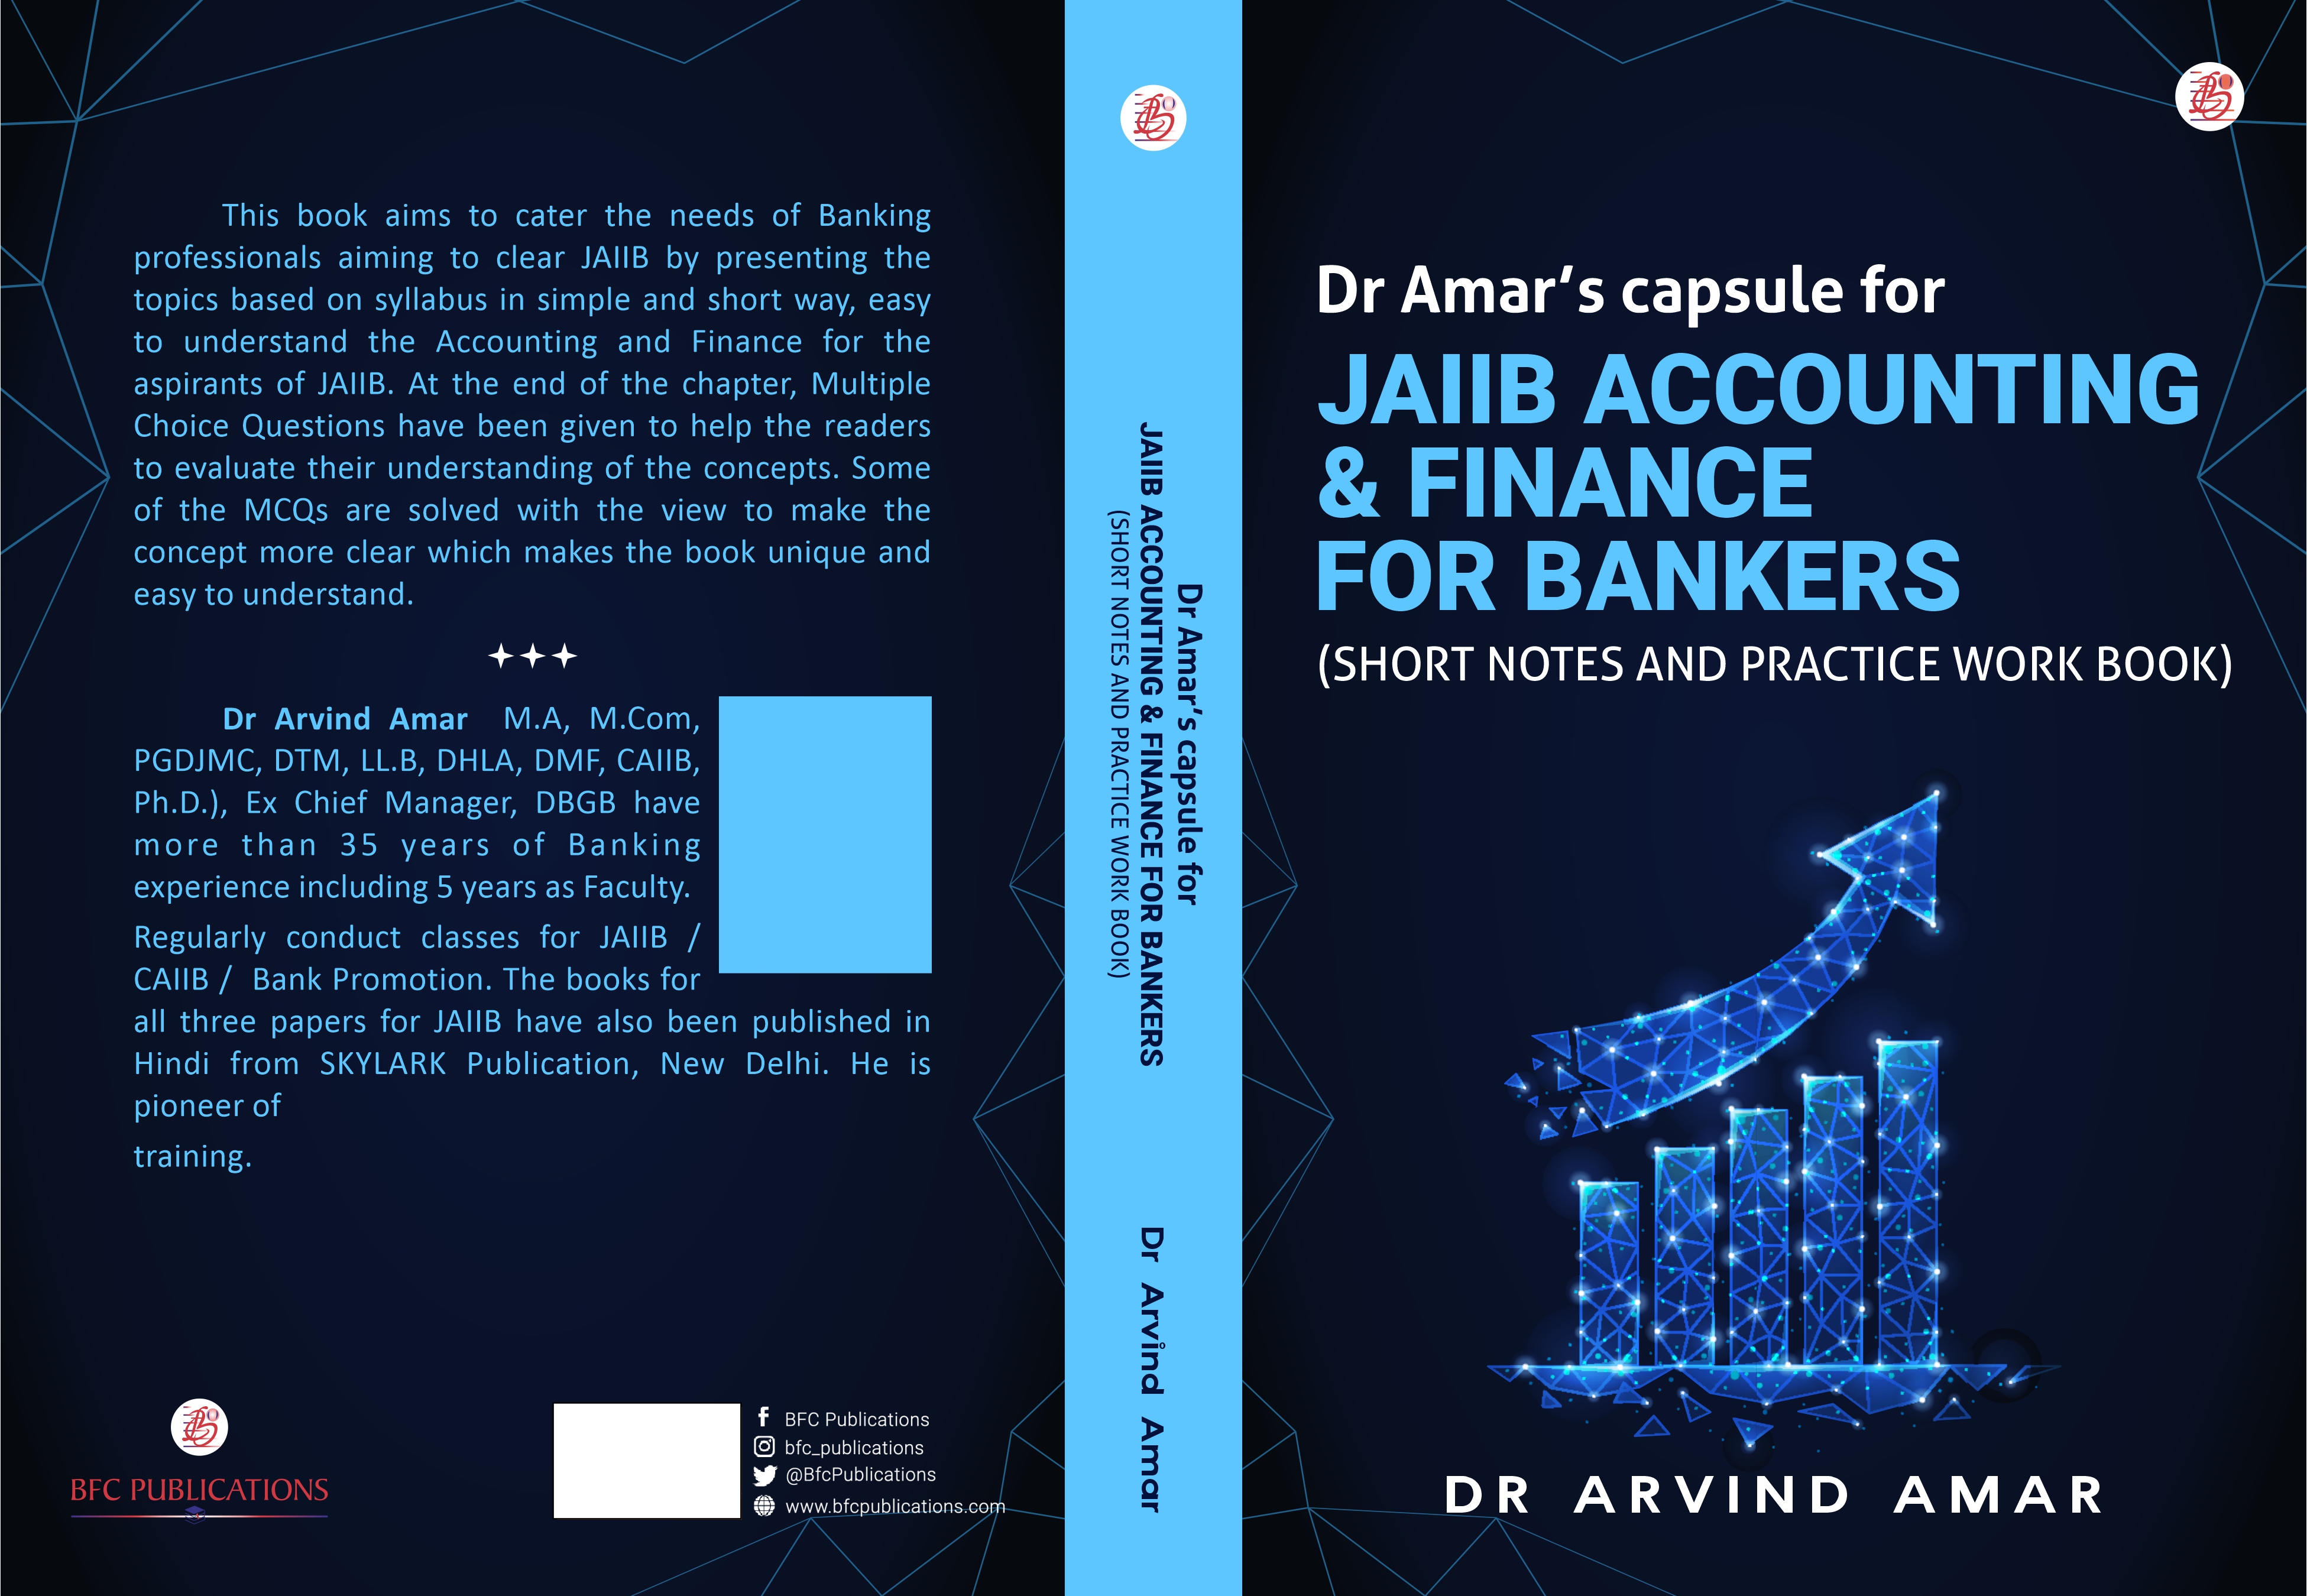 This book aims to cater the needs of Banking
professionals aiming to clear JAIIB by presenting the
topics based on syllabus in simple and short way, easy
to understand the Accounting and Finance for the
aspirants of JAIIB. At the end of the chapter, Multiple
Choice Questions have been given to help the readers
to evaluate their understanding of the concepts. Some
of the MCQs are solved with the view to make the
concept more clear which makes the book unique and
easy to understand.
Dr Arvind Amar M.A, M.Com,
PGDJMC, DTM, LL.B, DHLA, DMF, CAIIB,
Ph.D.), Ex Chief Manager, DBGB have
more than 35 years of Banking
experience including 5 years as Faculty.
Regularly conduct classes for JAIIB /
CAIIB / Bank Promotion. The books for
all three papers for JAIIB have also been published in
Hindi from SKYLARK Publication, New Delhi. He is
pioneer of
training.
BFC PUBLICATIONS
BFC Publications
bfc_publications
@BfcPublications
www.bfcpublications.com
Dr Amar's capsule for
JAIIB ACCOUNTING & FINANCE FOR BANKERS
(SHORT NOTES AND PRACTICE WORK BOOK)
Dr Arvind Amar
Dr Amar's capsule for
JAIIB ACCOUNTING
& FINANCE
FOR BANKERS
(SHORT NOTES AND PRACTICE WORK BOOK)
DR ARVIND AMAR